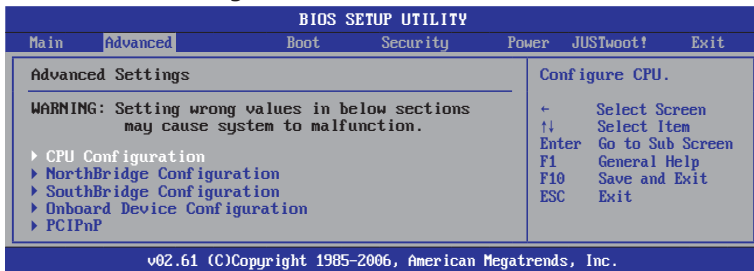 BIOS SETUP UTILITY
Main Advanced Boot Security Power JUSTwoot! Exit
Advanced Settings
WARNING: Setting wrong values in below sections
may cause system to malfunction.
▶ CPU Configuration
▶ NorthBridge Configuration
▶ SouthBridge Configuration
▶ Onboard Device Configuration
▶ PCIPnP
Configure CPU.
← Select Screen
↑↓ Select Item
Enter Go to Sub Screen
F1 General Help
F10 Save and Exit
ESC Exit
v02.61 (C)Copyright 1985-2006, American Megatrends, Inc.